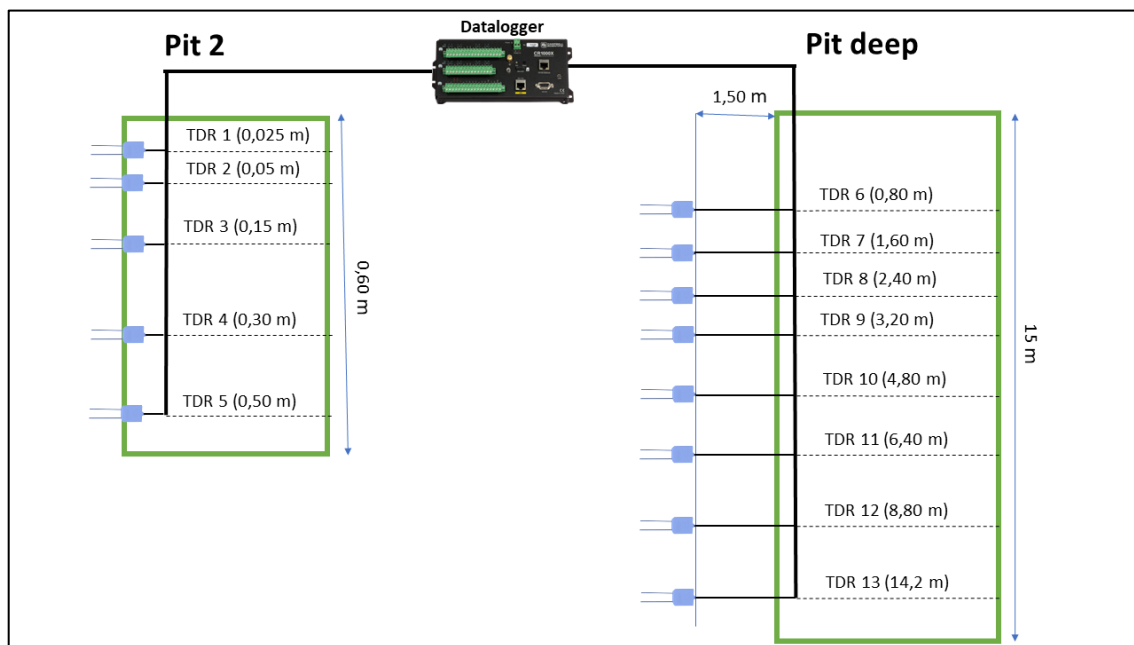 Datalogger
Pit 2
Pit deep
1,50 m
TDR 1 (0,025 m)
TDR 2 (0,05 m)
TDR 3 (0,15 m)
TDR 4 (0,30 m)
TDR 5 (0,50 m)
0,60 m
TDR 6 (0,80 m)
TDR 7 (1,60 m)
TDR 8 (2,40 m)
TDR 9 (3,20 m)
TDR 10 (4,80 m)
TDR 11 (6,40 m)
TDR 12 (8,80 m)
TDR 13 (14,2 m)
15 m